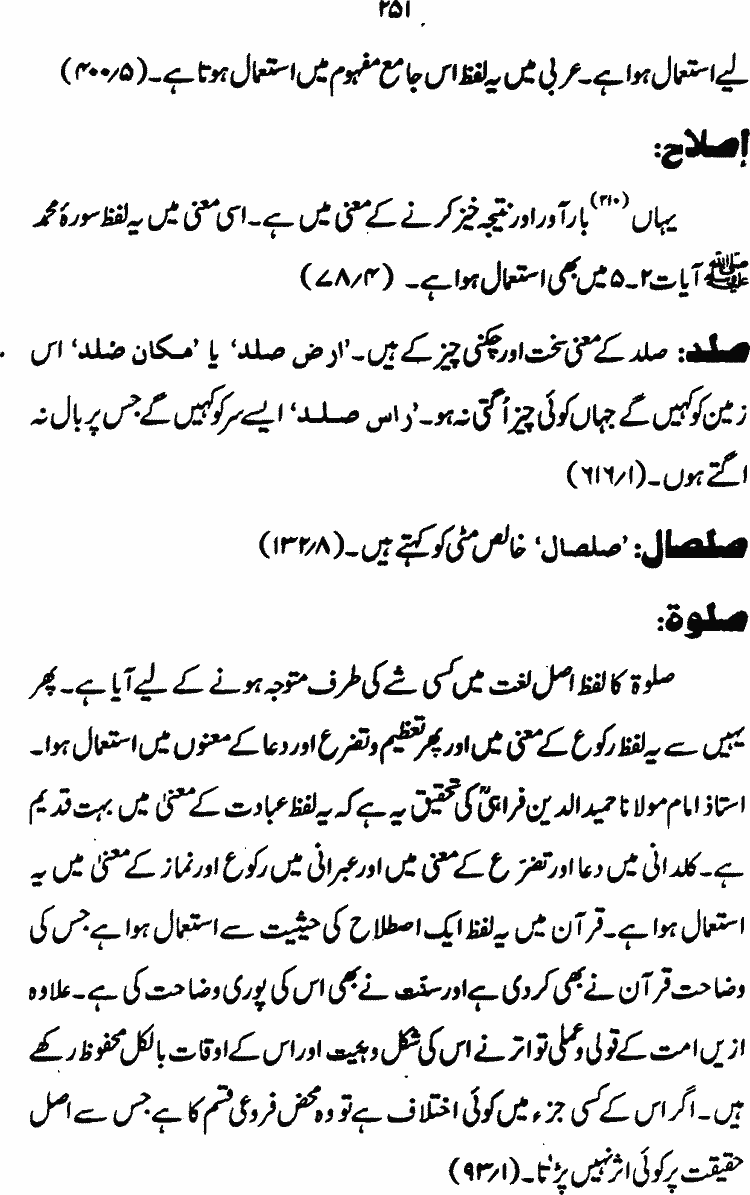 ۲۵۱
لیے استعمال ہوا ہے۔ عربی میں یہ لفظ اس جامع مفہوم میں استعمال ہوتا ہے۔ (۴۰۰/۵)
إصلاح:
یہاں (۳۱۰) بارآور اور نتیجہ خیز کرنے کے معنی میں ہے۔ اسی معنی میں یہ لفظ سورۂ محمد
ﷺ آیات ۲۔۵ میں بھی استعمال ہوا ہے۔ (۷۸/۴)
صلد: صلد کے معنی سخت اور چکنی چیز کے ہیں۔ ’ارض صلد‘ یا ’مکان ضلد‘ اس
زمین کو کہیں گے جہاں کوئی چیز اُگتی نہ ہو۔ ’راس صلد‘ ایسے سر کو کہیں گے جس پر بال نہ
اگتے ہوں۔ (۶۱۶/۱)
صلصال: ’صلصال‘ خالص مٹی کو کہتے ہیں۔ (۱۳۲/۸)
صلوة:
صلوۃ کا لفظ اصل لغت میں کسی شے کی طرف متوجہ ہونے کے لیے آیا ہے۔ پھر
یہیں سے یہ لفظ رکوع کے معنی میں اور پھر تعظیم و تضرع اور دعا کے معنوں میں استعمال ہوا۔
استاذ امام مولانا حمید الدین فراہیؒ کی تحقیق یہ ہے کہ یہ لفظ عبادت کے معنیٰ میں بہت قدیم
ہے۔ کلدانی میں دعا اور تضرّع کے معنی میں اور عبرانی میں رکوع اور نماز کے معنیٰ میں یہ
استعمال ہوا ہے۔ قرآن میں یہ لفظ ایک اصطلاح کی حیثیت سے استعمال ہوا ہے جس کی
وضاحت قرآن نے بھی کر دی ہے اور سنت نے بھی اس کی پوری وضاحت کی ہے۔ علاوہ
ازیں امت کے قولی و عملی تواتر نے اس کی شکل و ہیئت اور اس کے اوقات بالکل محفوظ رکھے
ہیں۔ اگر اس کے کسی جزء میں کوئی اختلاف ہے تو وہ محض فروعی قسم کا ہے جس سے اصل
حقیقت پر کوئی اثر نہیں پڑتا۔ (۹۳/۱)